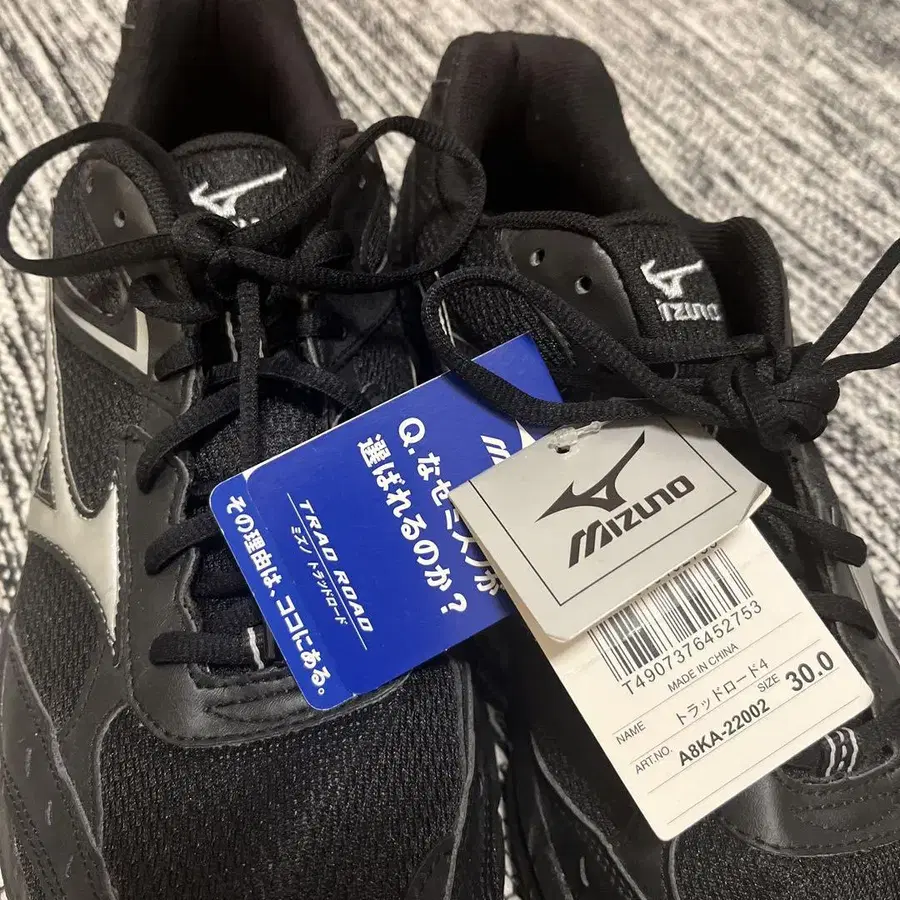 MIZUNO
Q. なぜミズノが
選ばれるのか?
TRAD ROAD
ミズノ トラッドロード
その理由は、ココにある。
MIZUNO
T4907376452753
MADE IN CHINA
NAME トラッドロード4
ART.NO. A8KA-22002 SIZE 30.0